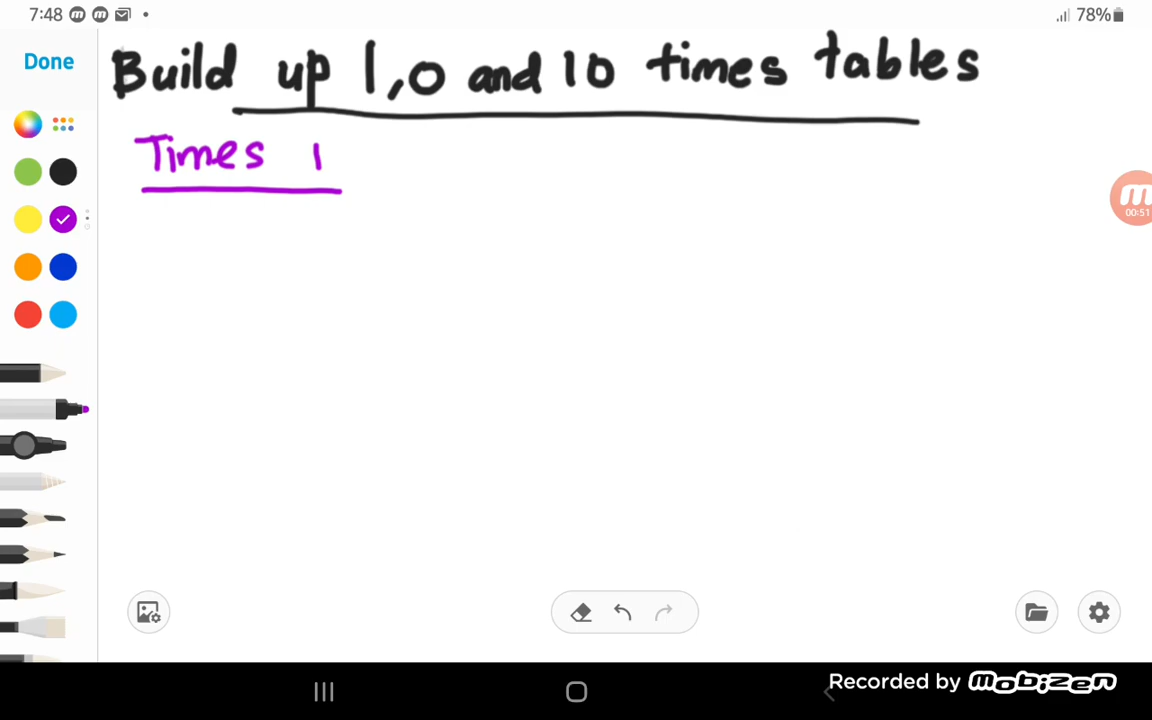 7:48
78%
Done
Build up 1,0 and 10 times tables
Times 1
00:51
Recorded by mobizen